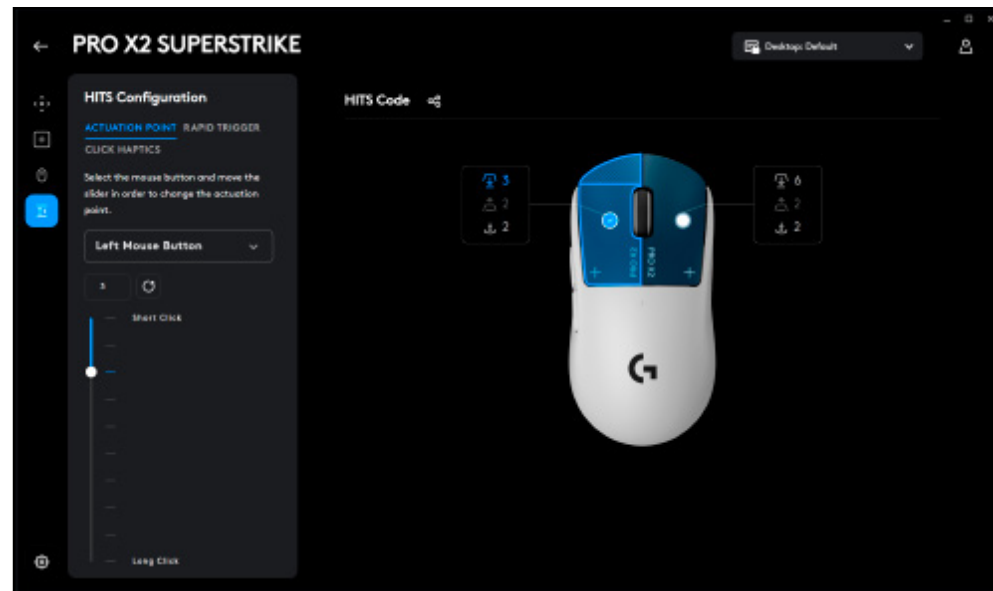 PRO X2 SUPERSTRIKE
Desktop: Default
HITS Configuration
ACTUATION POINT RAPID TRIGGER
CLICK HAPTICS
Select the mouse button and move the
slider in order to change the actuation
point.
Left Mouse Button
3
Short Click
Long Click
HITS Code
3
2
2
6
2
2
PRO X2
PRO X2
G